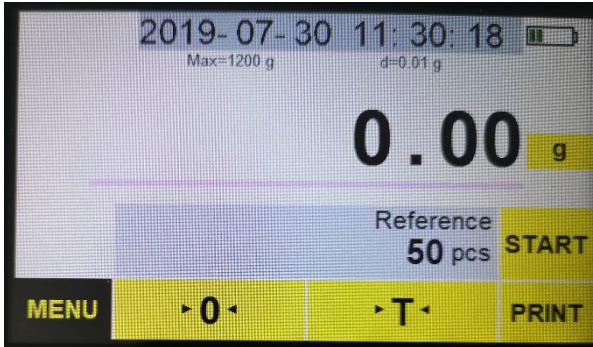 2019-07-30 11:30:18
Max=1200 g d=0.01 g
0.00 g
Reference
50 pcs START
MENU ▸0◂ ▸T◂ PRINT